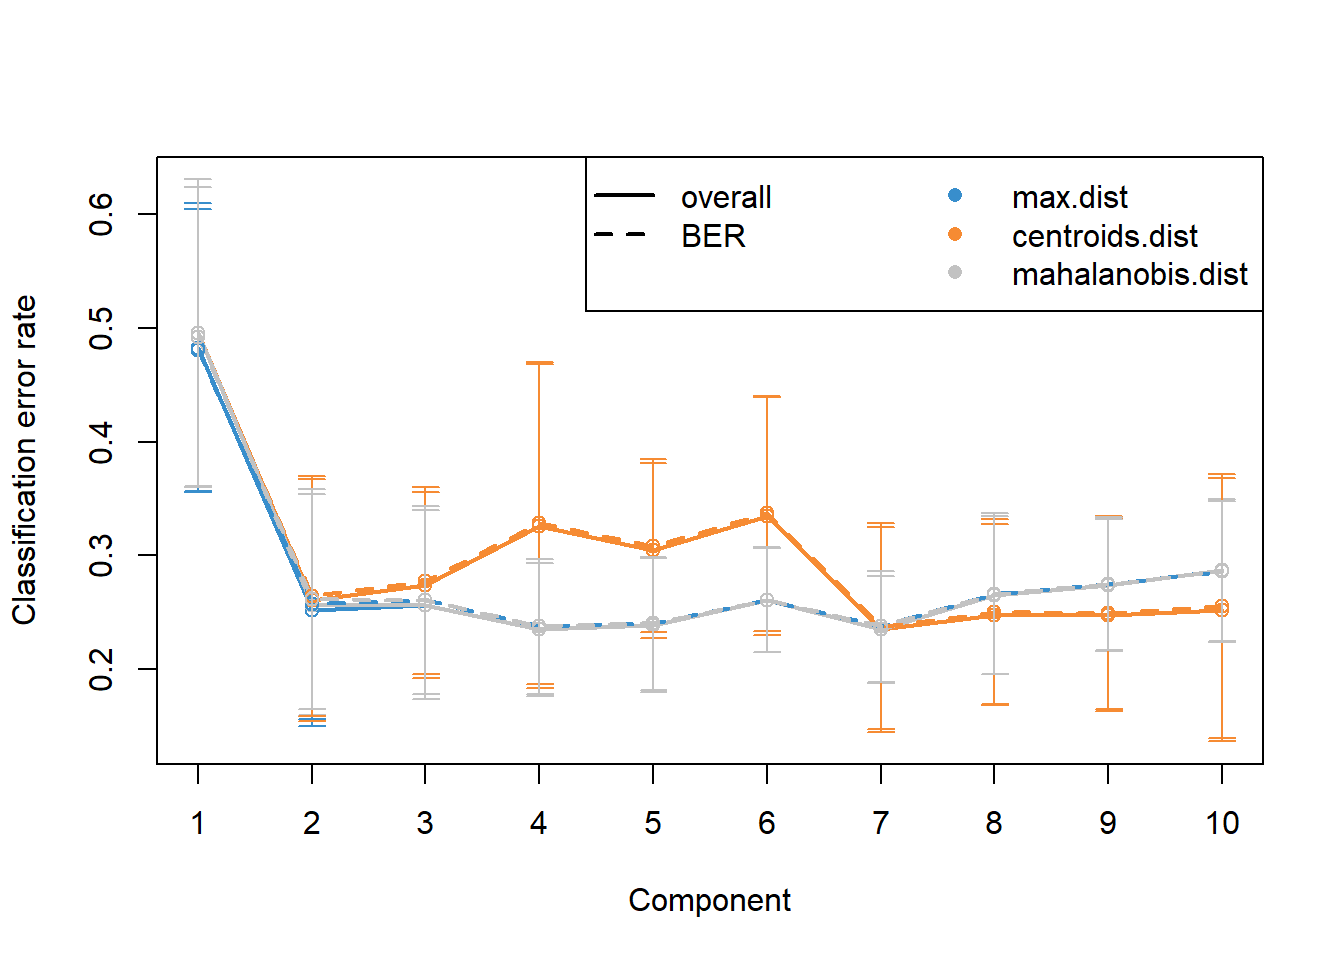 overall
BER
max.dist
centroids.dist
mahalanobis.dist
Classification error rate
0.6
0.5
0.4
0.3
0.2
1 2 3 4 5 6 7 8 9 10
Component